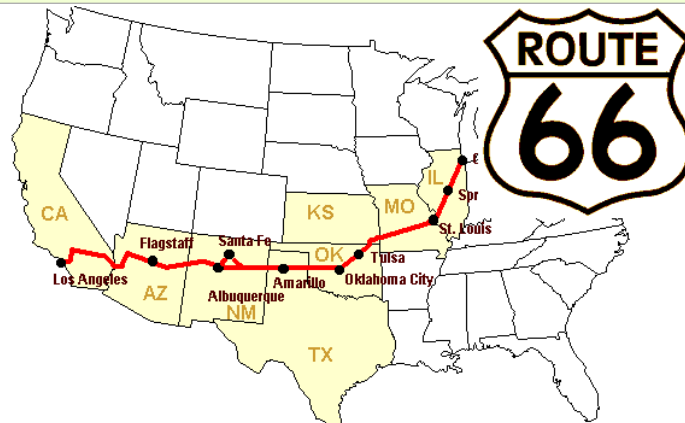 ROUTE
66
IL
CA
KS
MO
Spr
St. Louis
Flagstaff
Santa Fe
OK
Tulsa
Los Angeles
Amarillo
Oklahoma City
AZ
Albuquerque
NM
TX